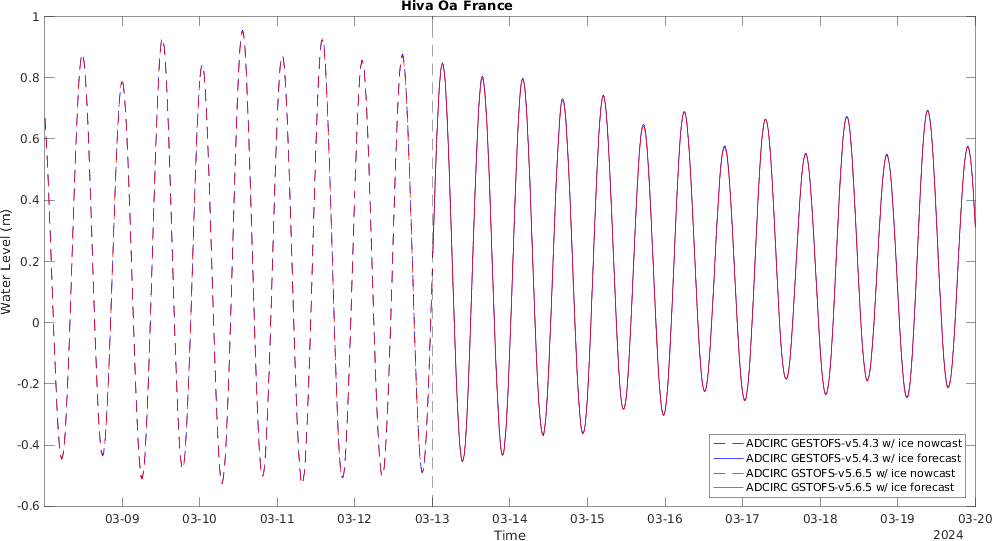 Hiva Oa France
Water Level (m)
1
0.8
0.6
0.4
0.2
0
-0.2
-0.4
-0.6
ADCIRC GESTOFS-v5.4.3 w/ ice nowcast
ADCIRC GESTOFS-v5.4.3 w/ ice forecast
ADCIRC GSTOFS-v5.6.5 w/ ice nowcast
ADCIRC GSTOFS-v5.6.5 w/ ice forecast
03-09 03-10 03-11 03-12 03-13 03-14 03-15 03-16 03-17 03-18 03-19 03-20
Time
2024